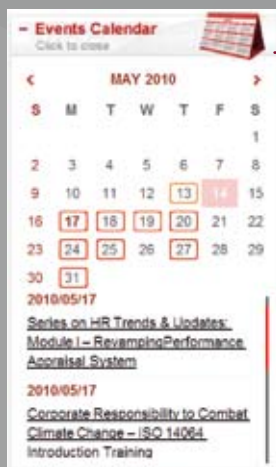 – Events Calendar
Click to close
< MAY 2010 >
S M T W T F S
1
2 3 4 5 6 7 8
9 10 11 12 13 14 15
16 17 18 19 20 21 22
23 24 25 26 27 28 29
30 31
2010/05/17
Series on HR Trends & Updates:
Module I – RevampingPerformance
Appraisal System
2010/05/17
Corporate Responsibility to Combat
Climate Change – ISO 14064
Introduction Training